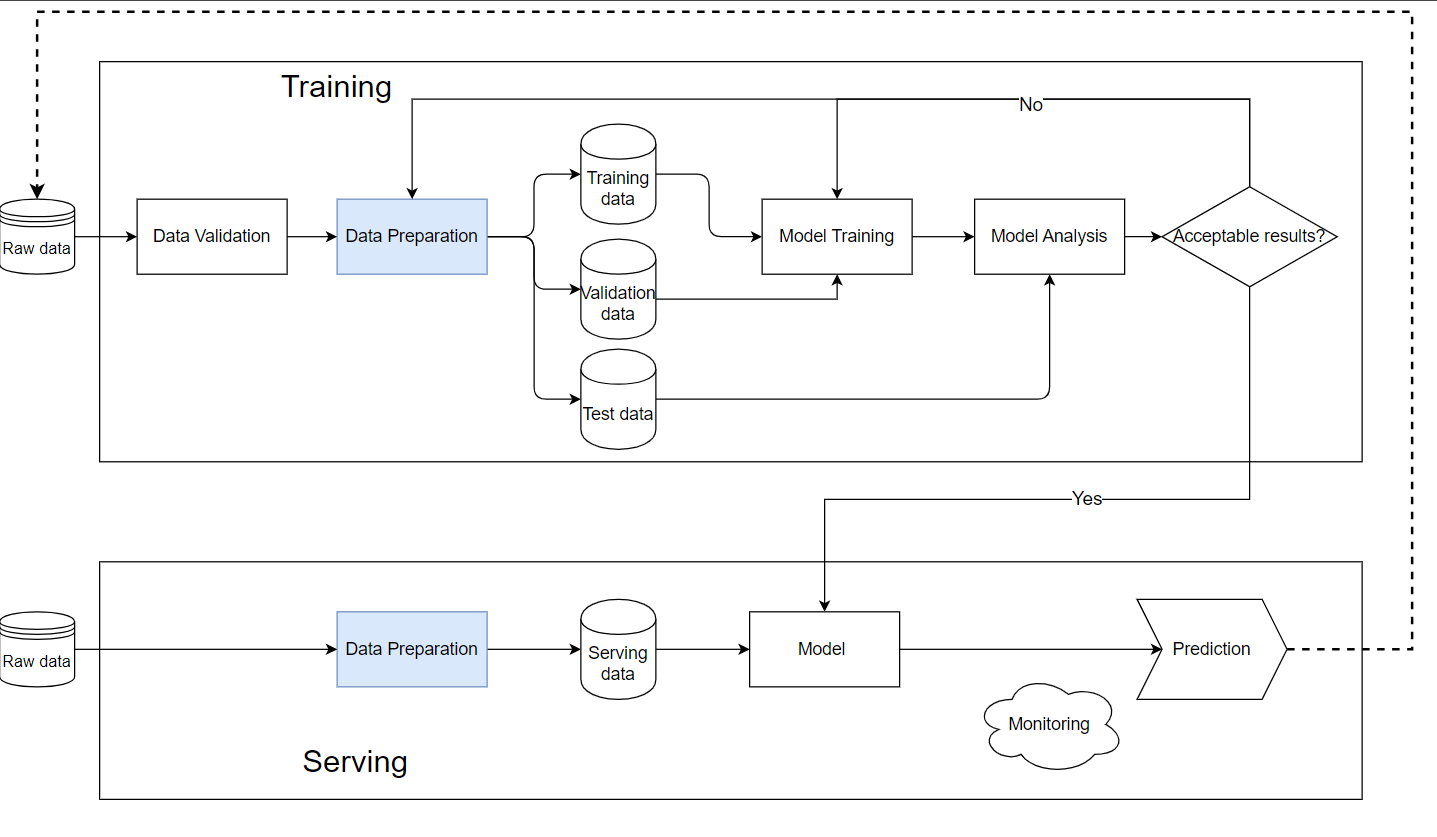 Training
No
Training
data
Raw data
Data Validation
Data Preparation
Model Training
Model Analysis
Acceptable results?
Validation
data
Test data
Yes
Raw data
Data Preparation
Serving
data
Model
Prediction
Monitoring
Serving